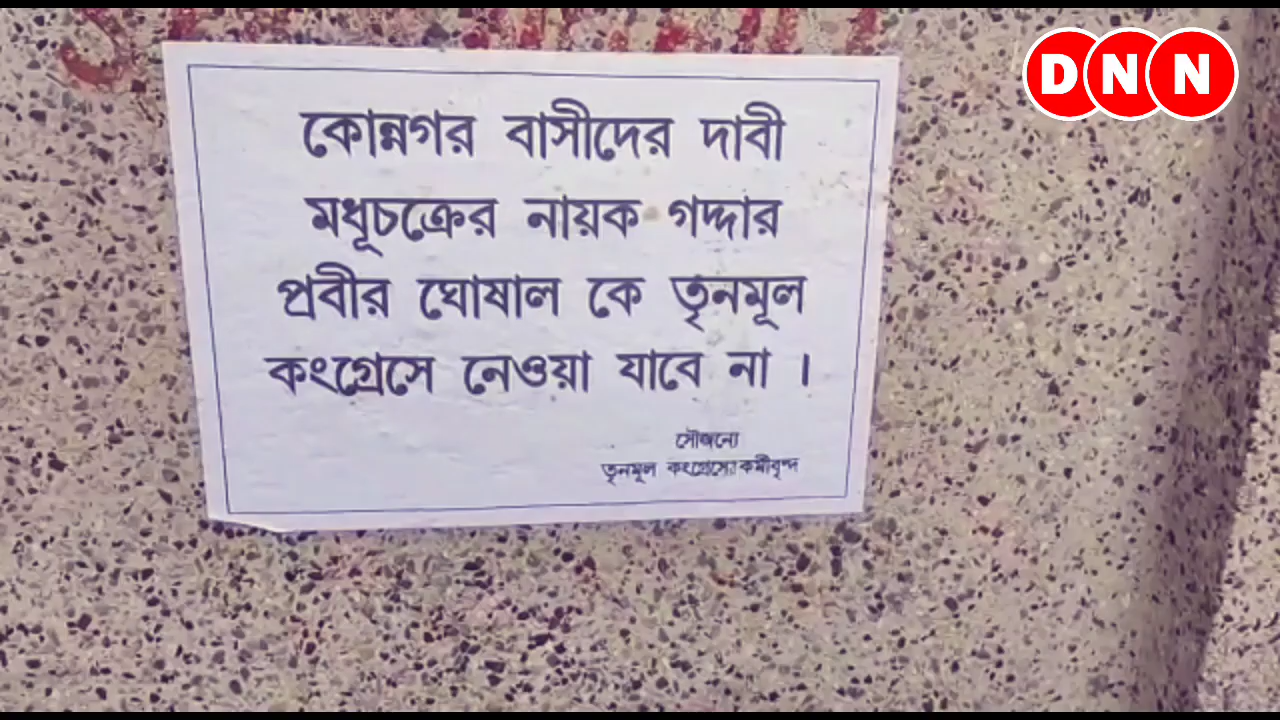 DNN
কোন্নগর বাসীদের দাবী
মধূচক্রের নায়ক গদ্দার
প্রবীর ঘোষাল কে তৃনমূল
কংগ্রেসে নেওয়া যাবে না ।
সৌজন্যে
তৃনমূল কংগ্রেসের কর্মীবৃন্দ